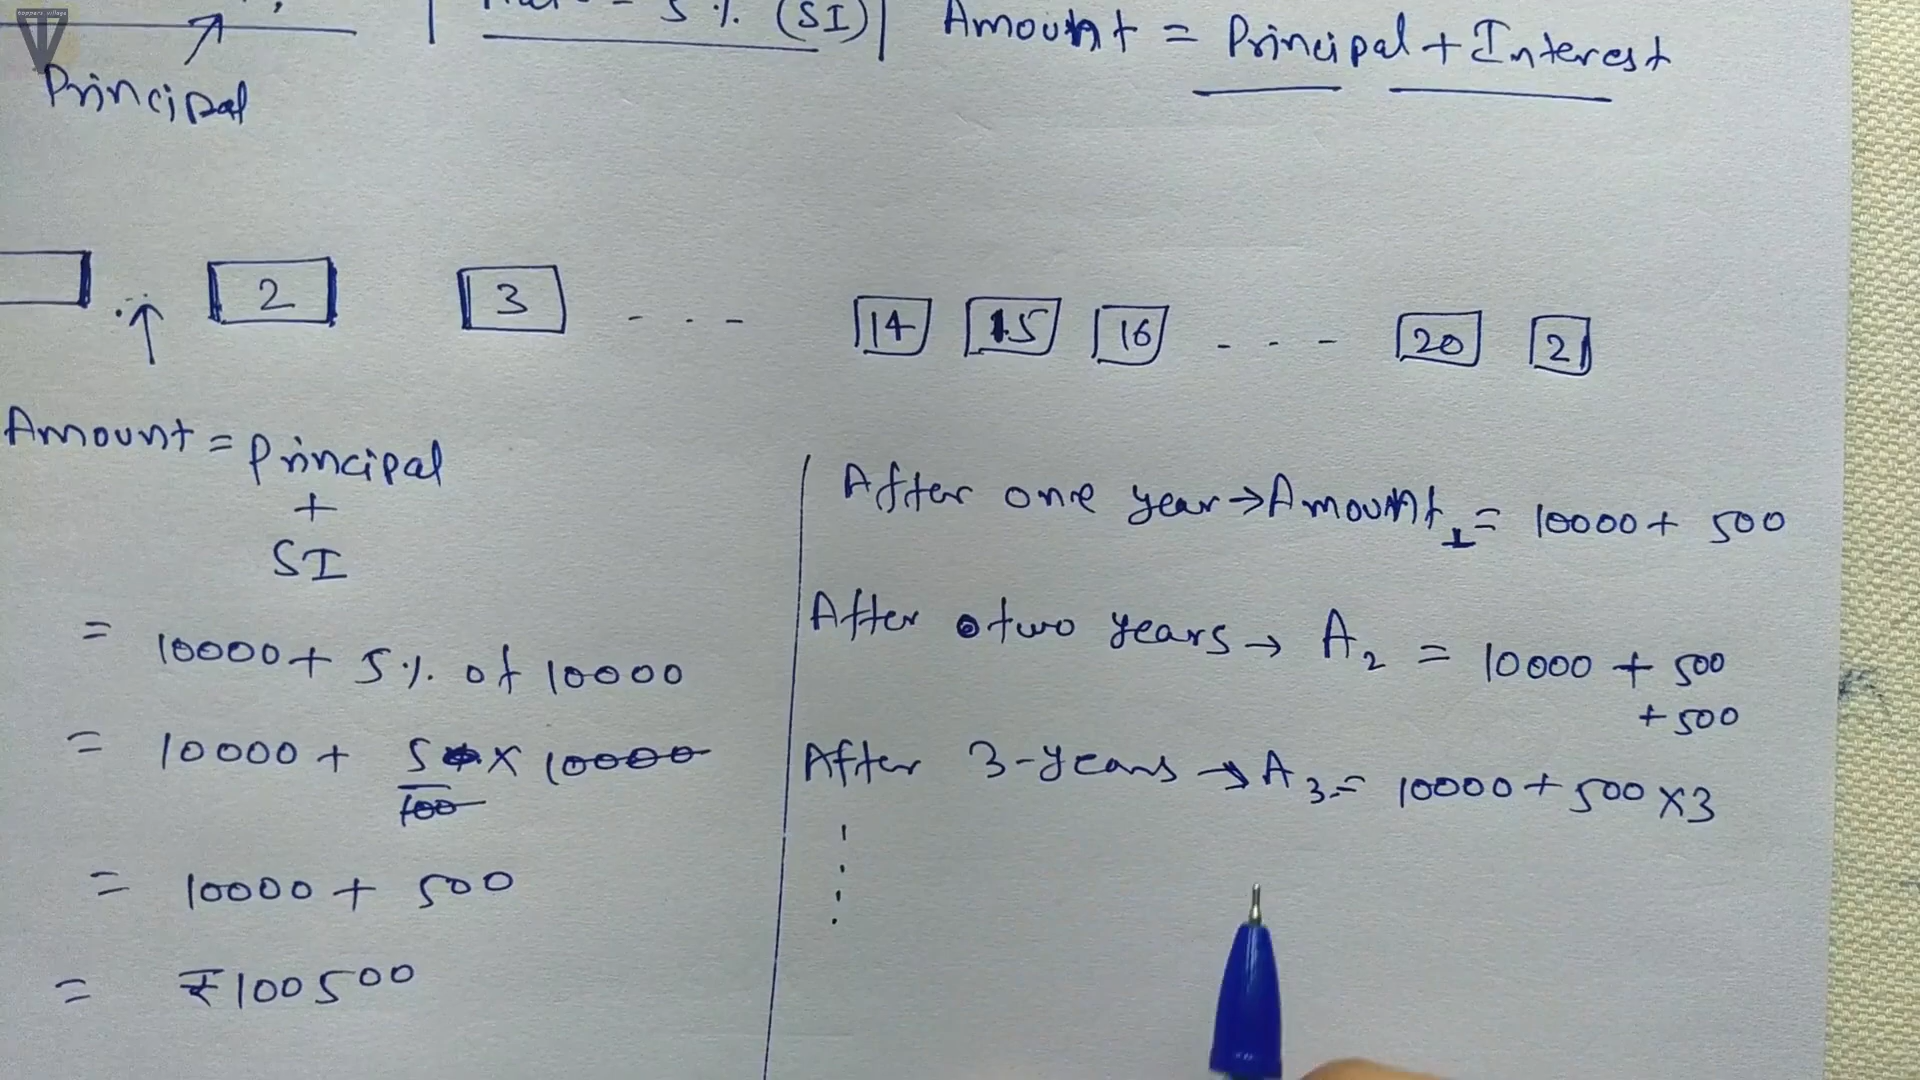 toppers village
= 5 % (SI)
Amount = Principal + Interest
Principal
2 3 - - - 14 15 16 - - - 20 21
Amount = Principal
+
SI
= 10000 + 5% of 10000
= 10000 + 5 × 10000
100
= 10000 + 500
= ₹100500
After one year → Amount1 = 10000 + 500
After two years → A2 = 10000 + 500
+ 500
After 3-years → A3 = 10000 + 500 × 3